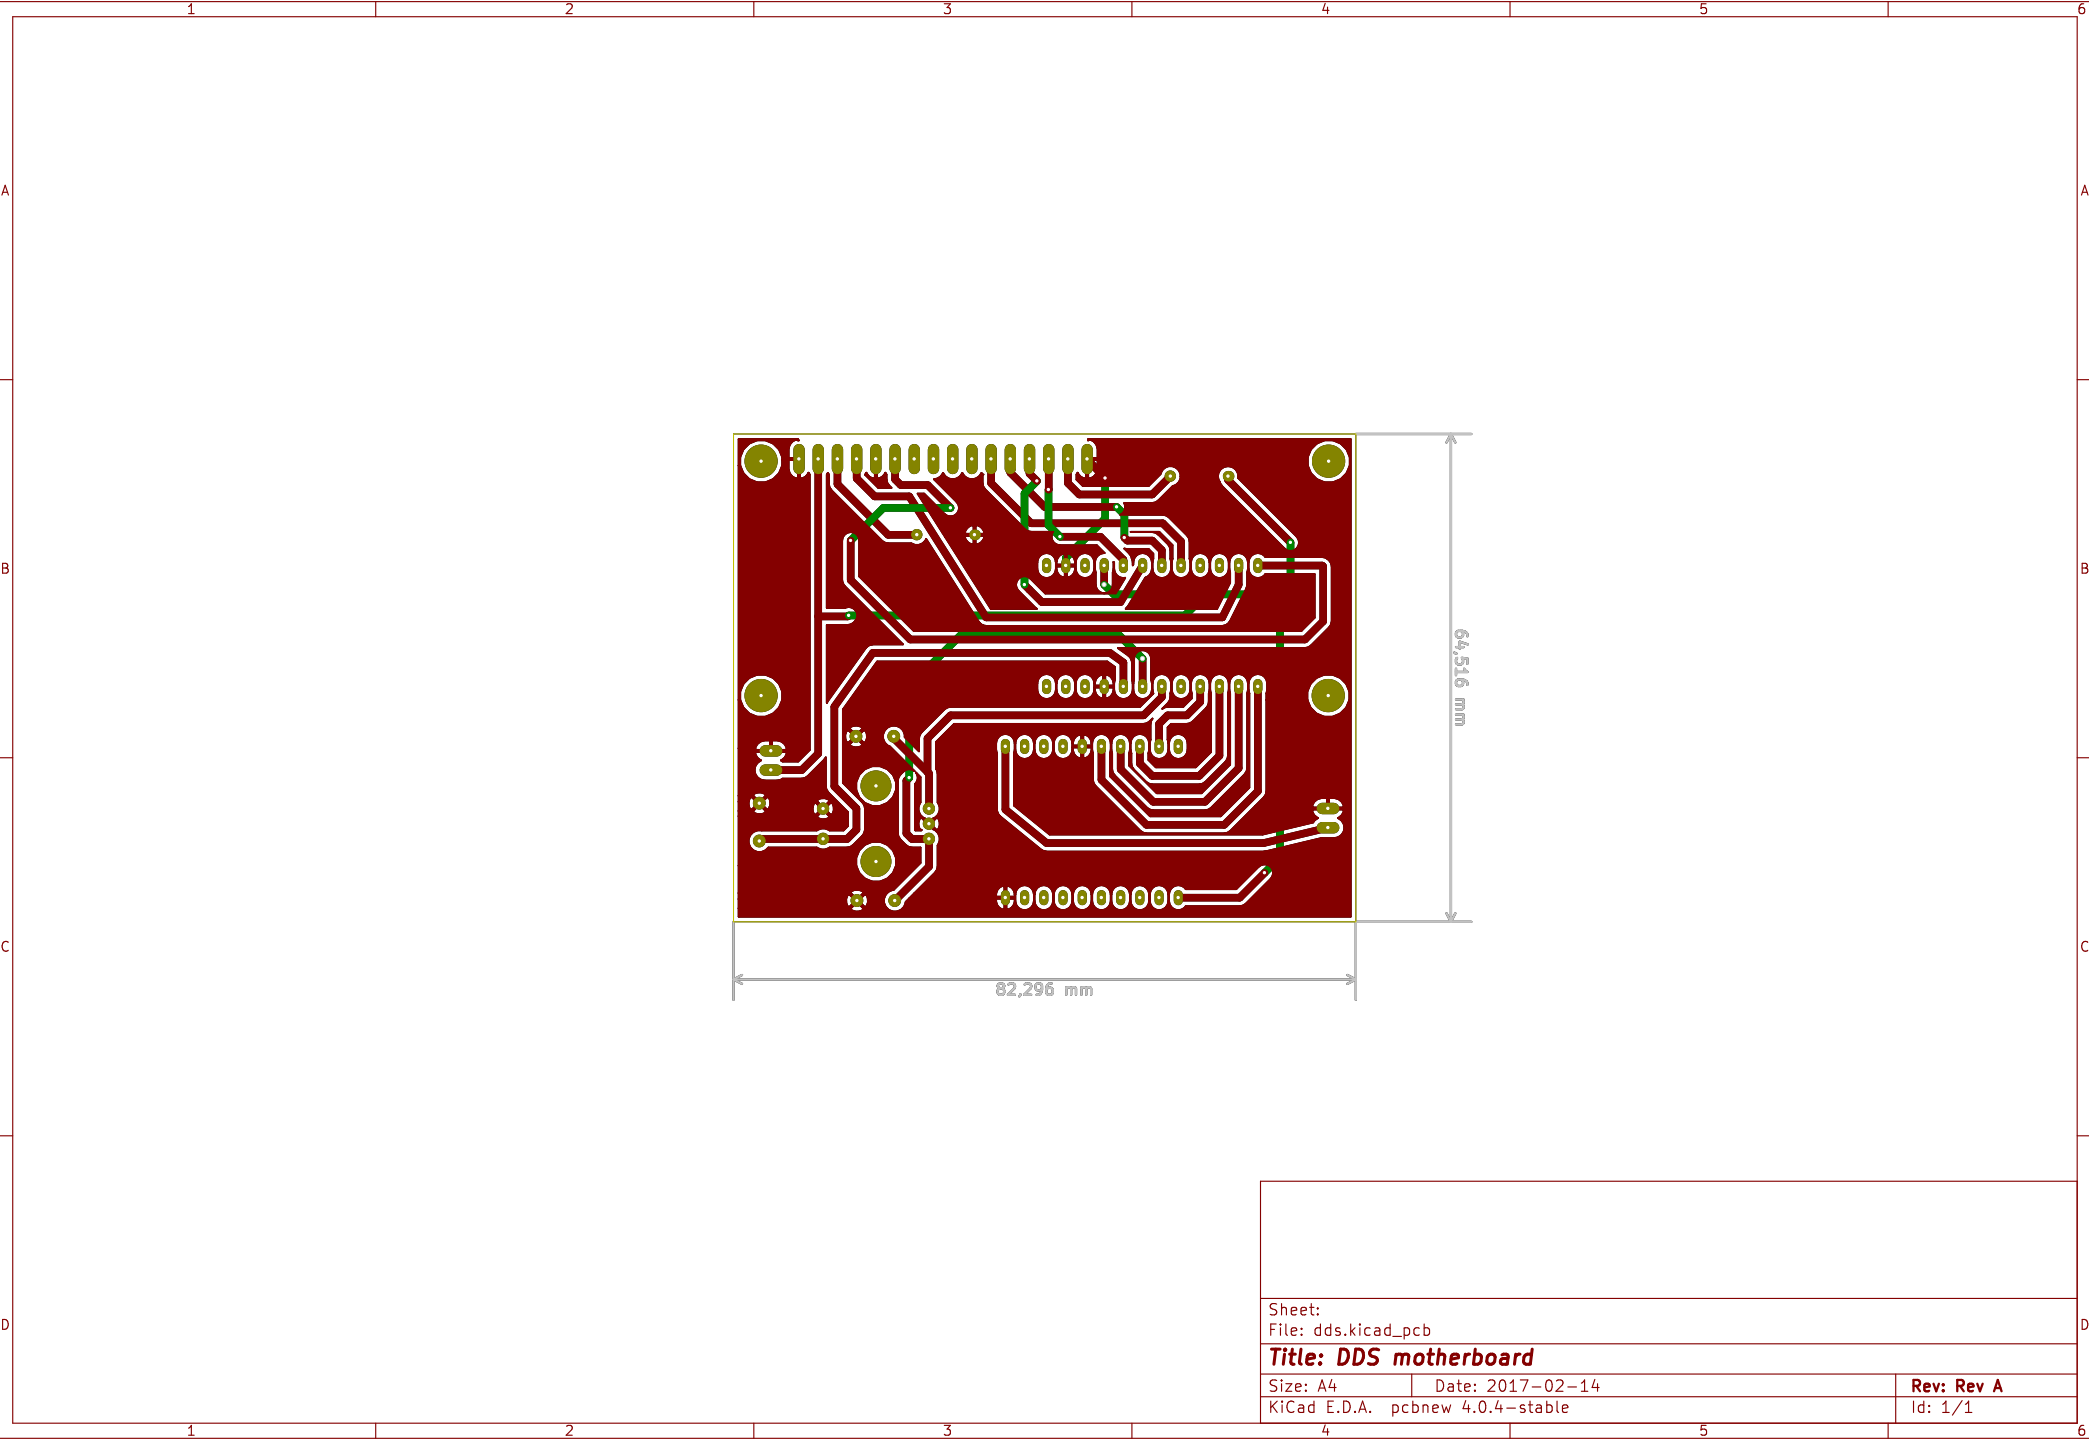 1 2 3 4 5 6
A A
B B
C C
D D
64,516 mm
82,296 mm
Sheet:
File: dds.kicad_pcb
Title: DDS motherboard
Size: A4 Date: 2017-02-14 Rev: Rev A
KiCad E.D.A. pcbnew 4.0.4-stable Id: 1/1
1 2 3 4 5 6